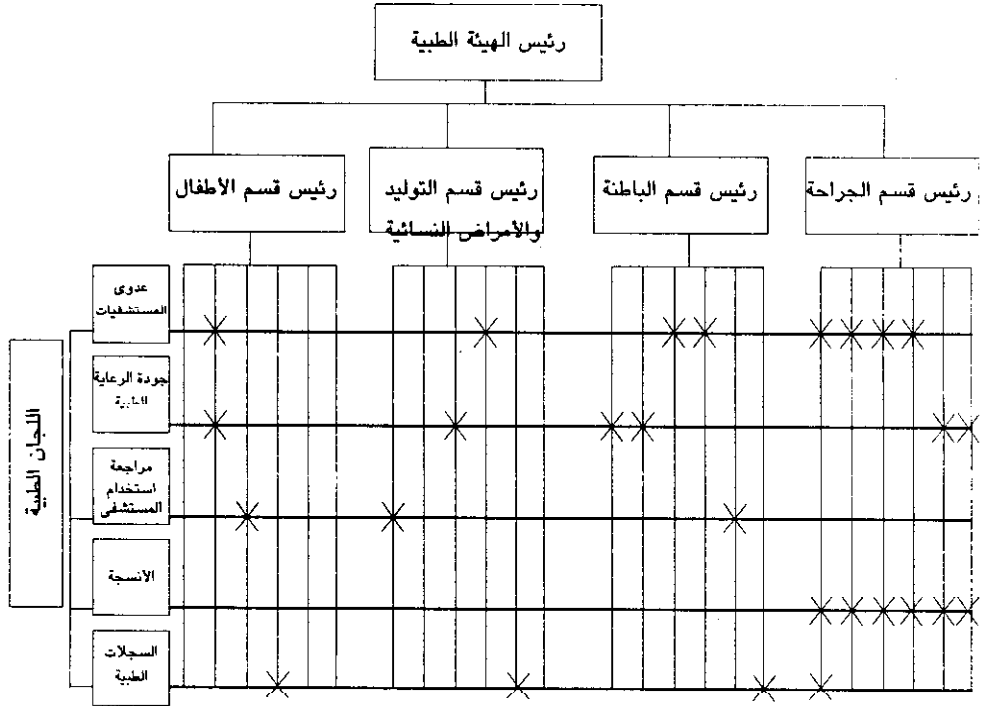 رئيس الهيئة الطبية
رئيس قسم الجراحة
رئيس قسم الباطنة
رئيس قسم التوليد
والأمراض النسائية
رئيس قسم الأطفال
اللجان الطبية
عدوى
المستشفيات
جودة الرعاية
الطبية
مراجعة
استخدام
المستشفى
الأنسجة
السجلات
الطبية